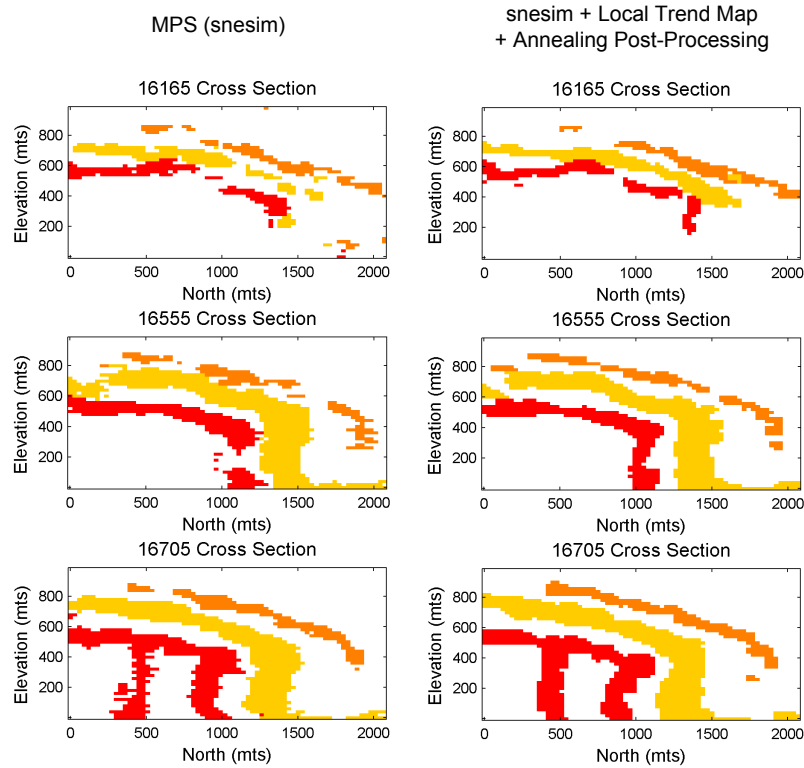 MPS (snesim)
snesim + Local Trend Map
+ Annealing Post-Processing
16165 Cross Section
Elevation (mts)
800
600
400
200
0
500
1000
1500
2000
North (mts)
16165 Cross Section
Elevation (mts)
800
600
400
200
0
500
1000
1500
2000
North (mts)
16555 Cross Section
Elevation (mts)
800
600
400
200
0
500
1000
1500
2000
North (mts)
16555 Cross Section
Elevation (mts)
800
600
400
200
0
500
1000
1500
2000
North (mts)
16705 Cross Section
Elevation (mts)
800
600
400
200
0
500
1000
1500
2000
North (mts)
16705 Cross Section
Elevation (mts)
800
600
400
200
0
500
1000
1500
2000
North (mts)